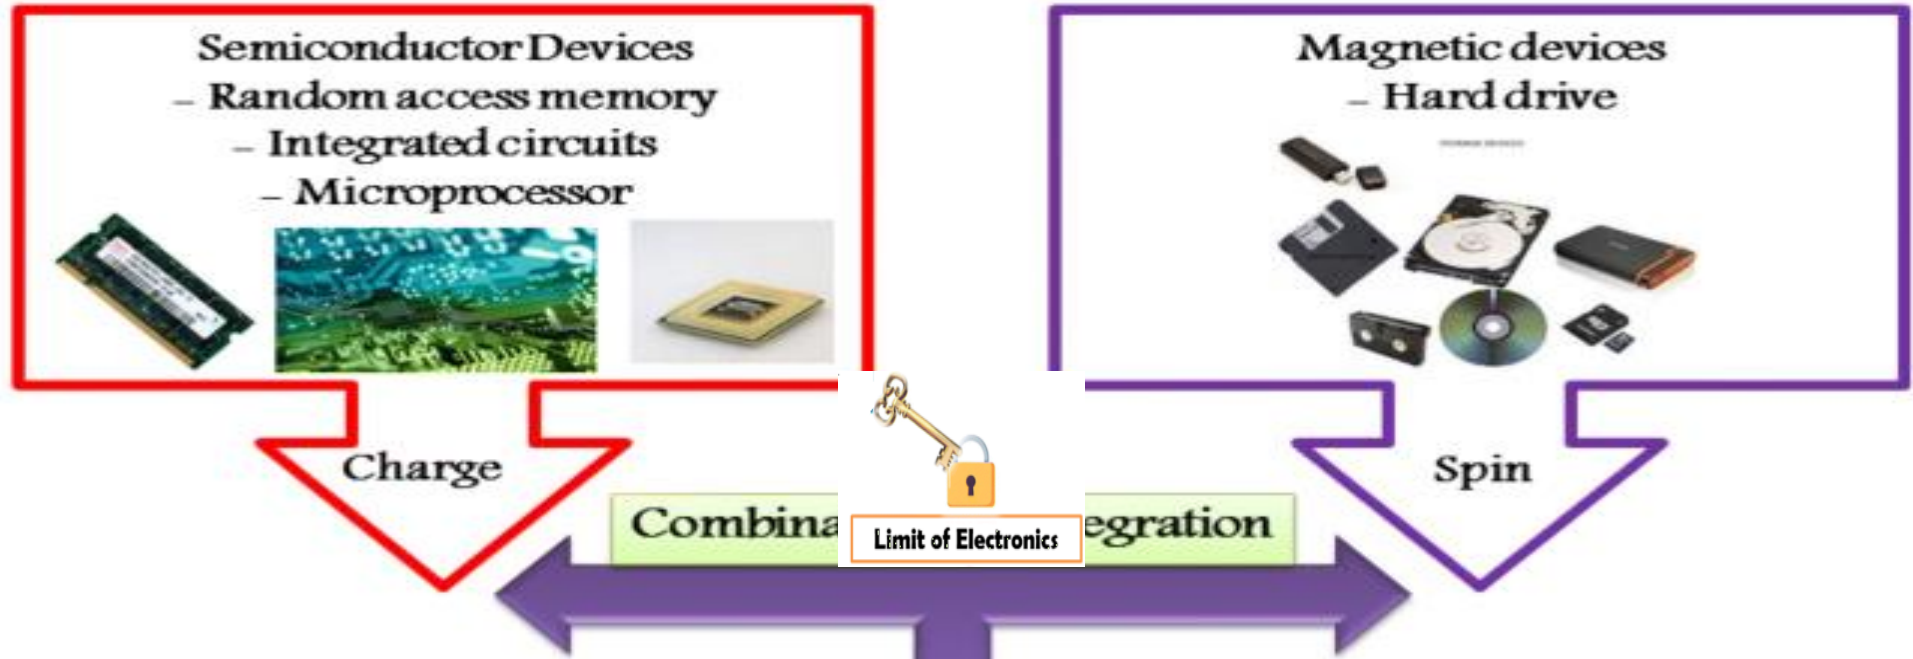 Semiconductor Devices
– Random access memory
– Integrated circuits
– Microprocessor
Magnetic devices
– Hard drive
Charge
Spin
Combina
egration
Limit of Electronics